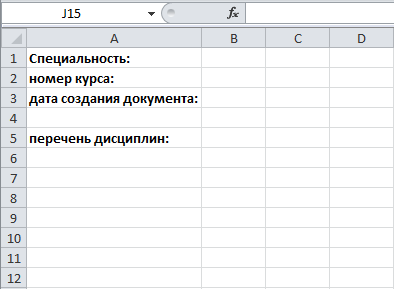 J15 fx
A B C D
1 Специальность:
2 номер курса:
3 дата создания документа:
4
5 перечень дисциплин:
6
7
8
9
10
11
12